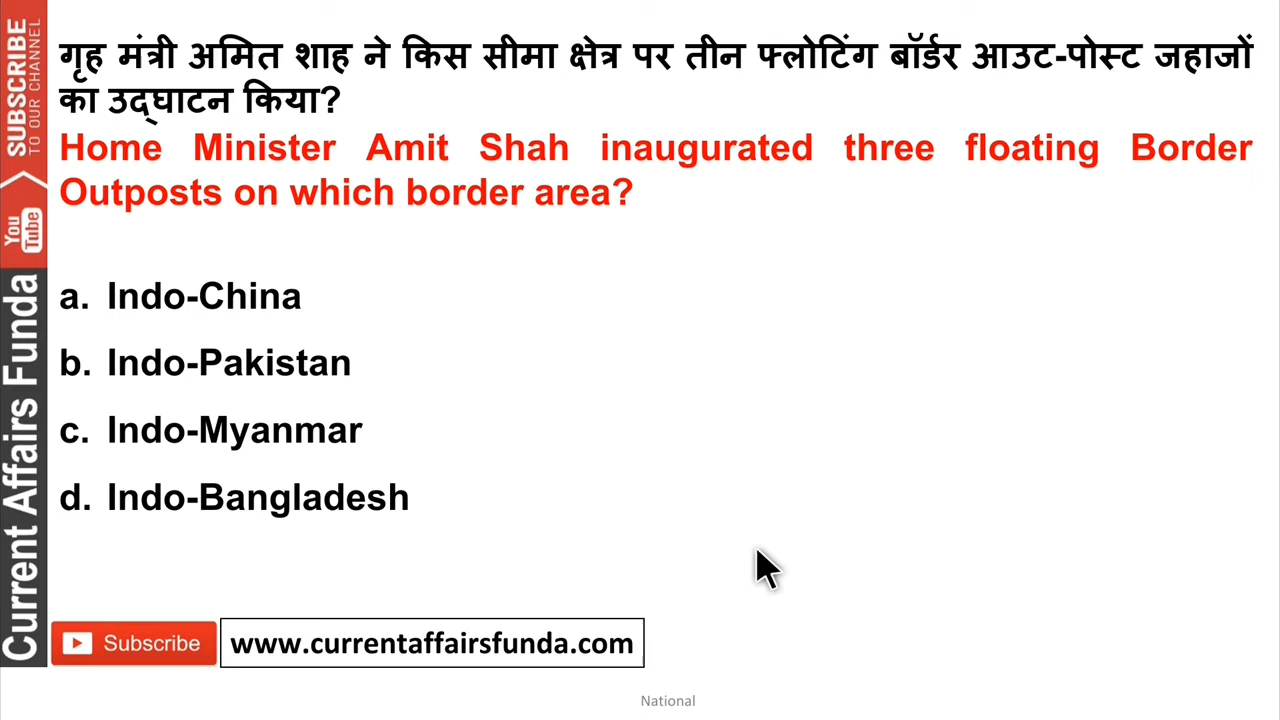 गृह मंत्री अमित शाह ने किस सीमा क्षेत्र पर तीन फ्लोटिंग बॉर्डर आउट-पोस्ट जहाजों
का उद्घाटन किया?
Home Minister Amit Shah inaugurated three floating Border
Outposts on which border area?
a. Indo-China
b. Indo-Pakistan
c. Indo-Myanmar
d. Indo-Bangladesh
SUBSCRIBE
TO OUR CHANNEL
You
Tube
Current Affairs Funda
Subscribe
www.currentaffairsfunda.com
National